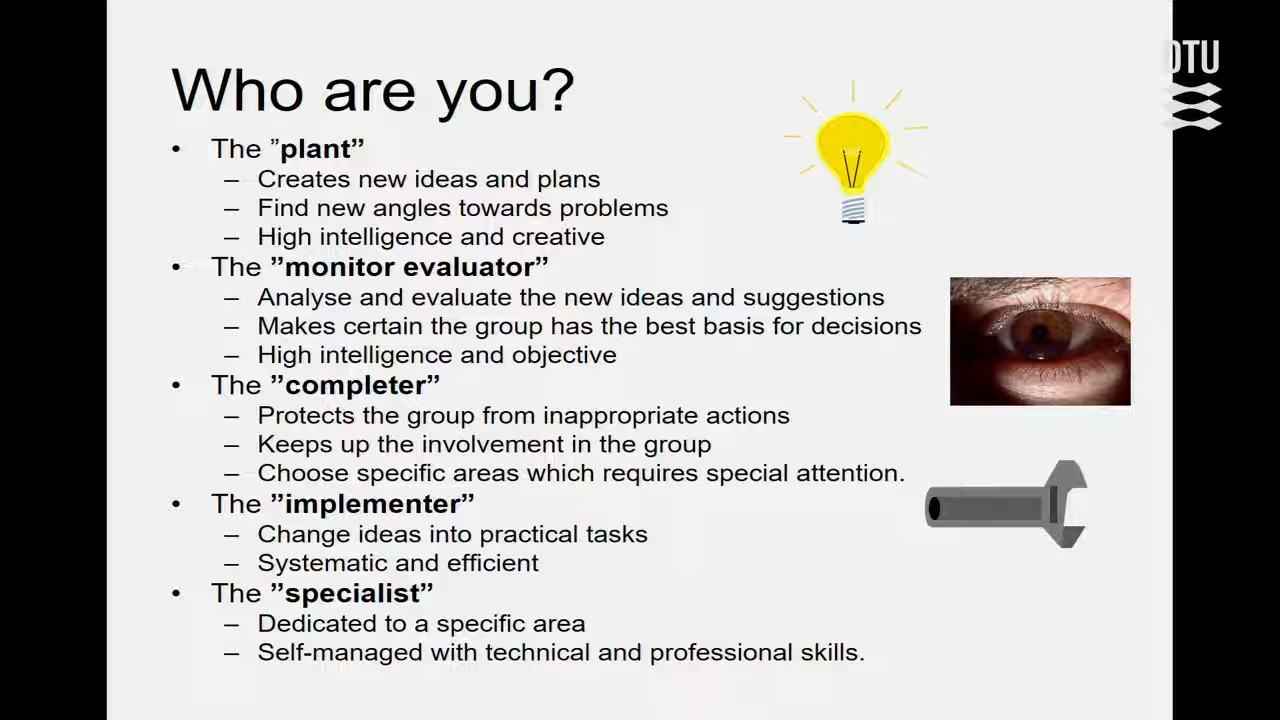 Who are you?
DTU
• The ”plant”
– Creates new ideas and plans
– Find new angles towards problems
– High intelligence and creative
• The ”monitor evaluator”
– Analyse and evaluate the new ideas and suggestions
– Makes certain the group has the best basis for decisions
– High intelligence and objective
• The ”completer”
– Protects the group from inappropriate actions
– Keeps up the involvement in the group
– Choose specific areas which requires special attention.
• The ”implementer”
– Change ideas into practical tasks
– Systematic and efficient
• The ”specialist”
– Dedicated to a specific area
– Self-managed with technical and professional skills.